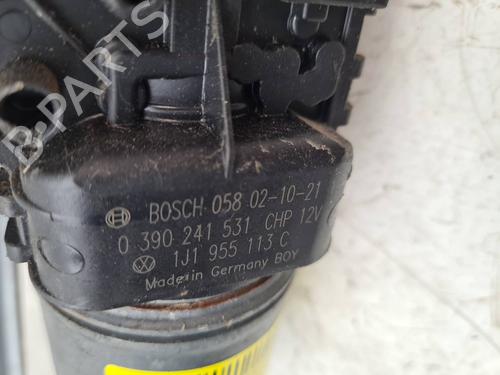 B-PARTS
BOSCH 058 02-10-21
0 390 241 531 CHP 12V
1J1 955 113 C
Made in Germany BOY